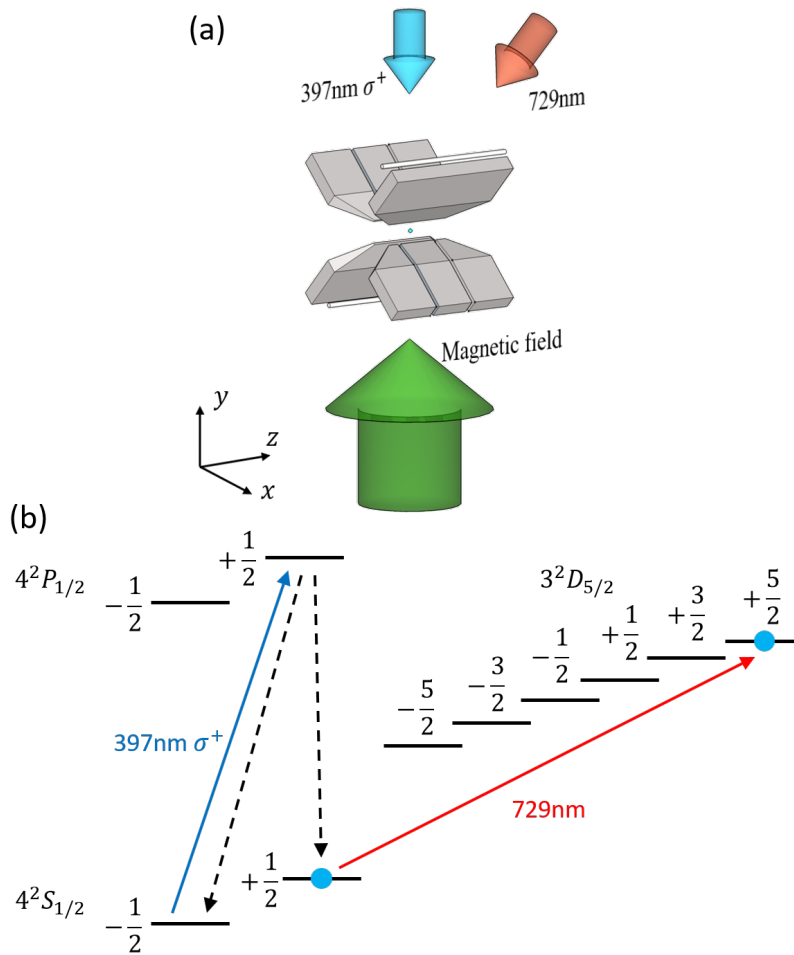 (a)
397nm σ⁺
729nm
Magnetic field
y
z
x
(b)
4²P₁/₂
−1/2
+1/2
3²D₅/₂
−5/2
−3/2
−1/2
+1/2
+3/2
+5/2
397nm σ⁺
729nm
4²S₁/₂
−1/2
+1/2